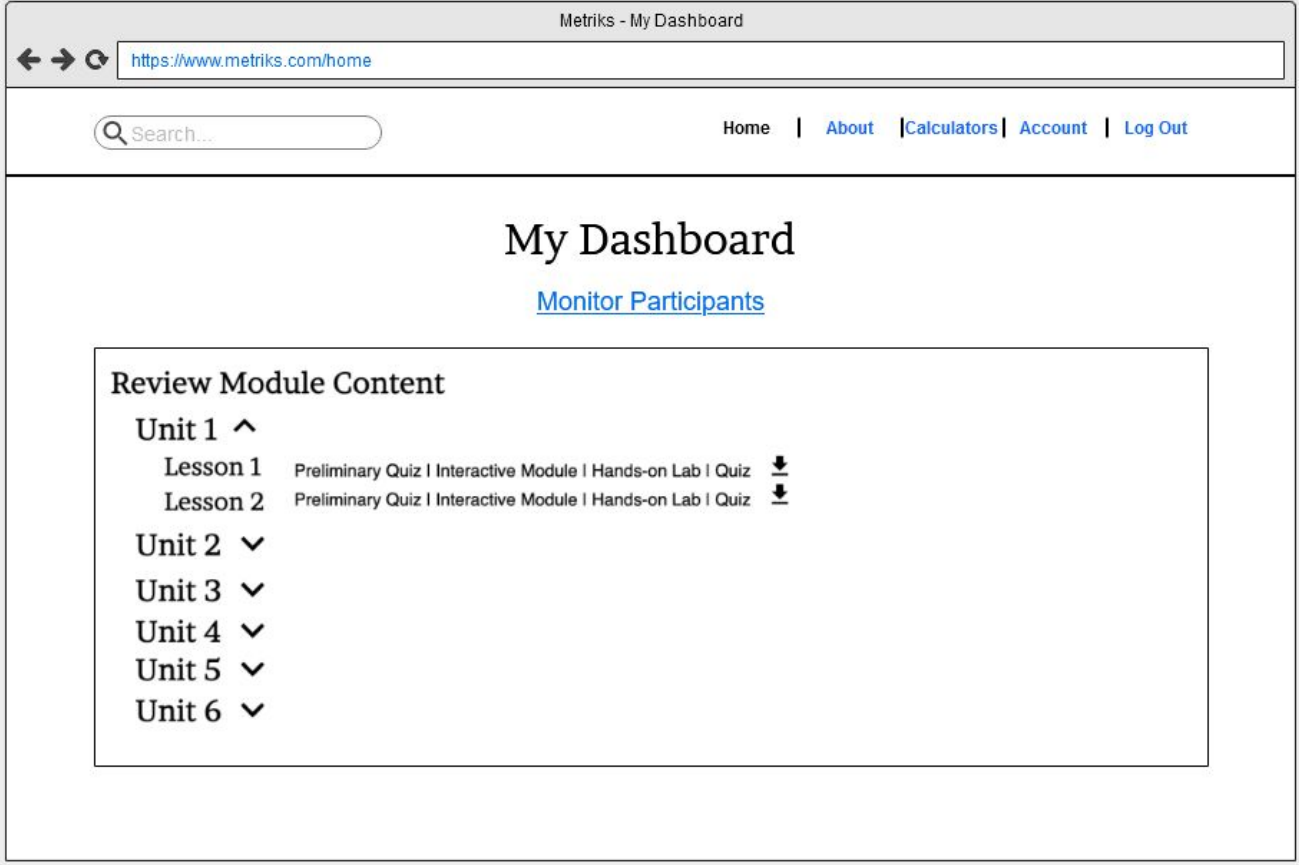 Metriks - My Dashboard
https://www.metriks.com/home
Search...
Home | About |Calculators| Account | Log Out
My Dashboard
Monitor Participants
Review Module Content
Unit 1
Lesson 1 Preliminary Quiz I Interactive Module I Hands-on Lab I Quiz
Lesson 2 Preliminary Quiz I Interactive Module I Hands-on Lab I Quiz
Unit 2
Unit 3
Unit 4
Unit 5
Unit 6